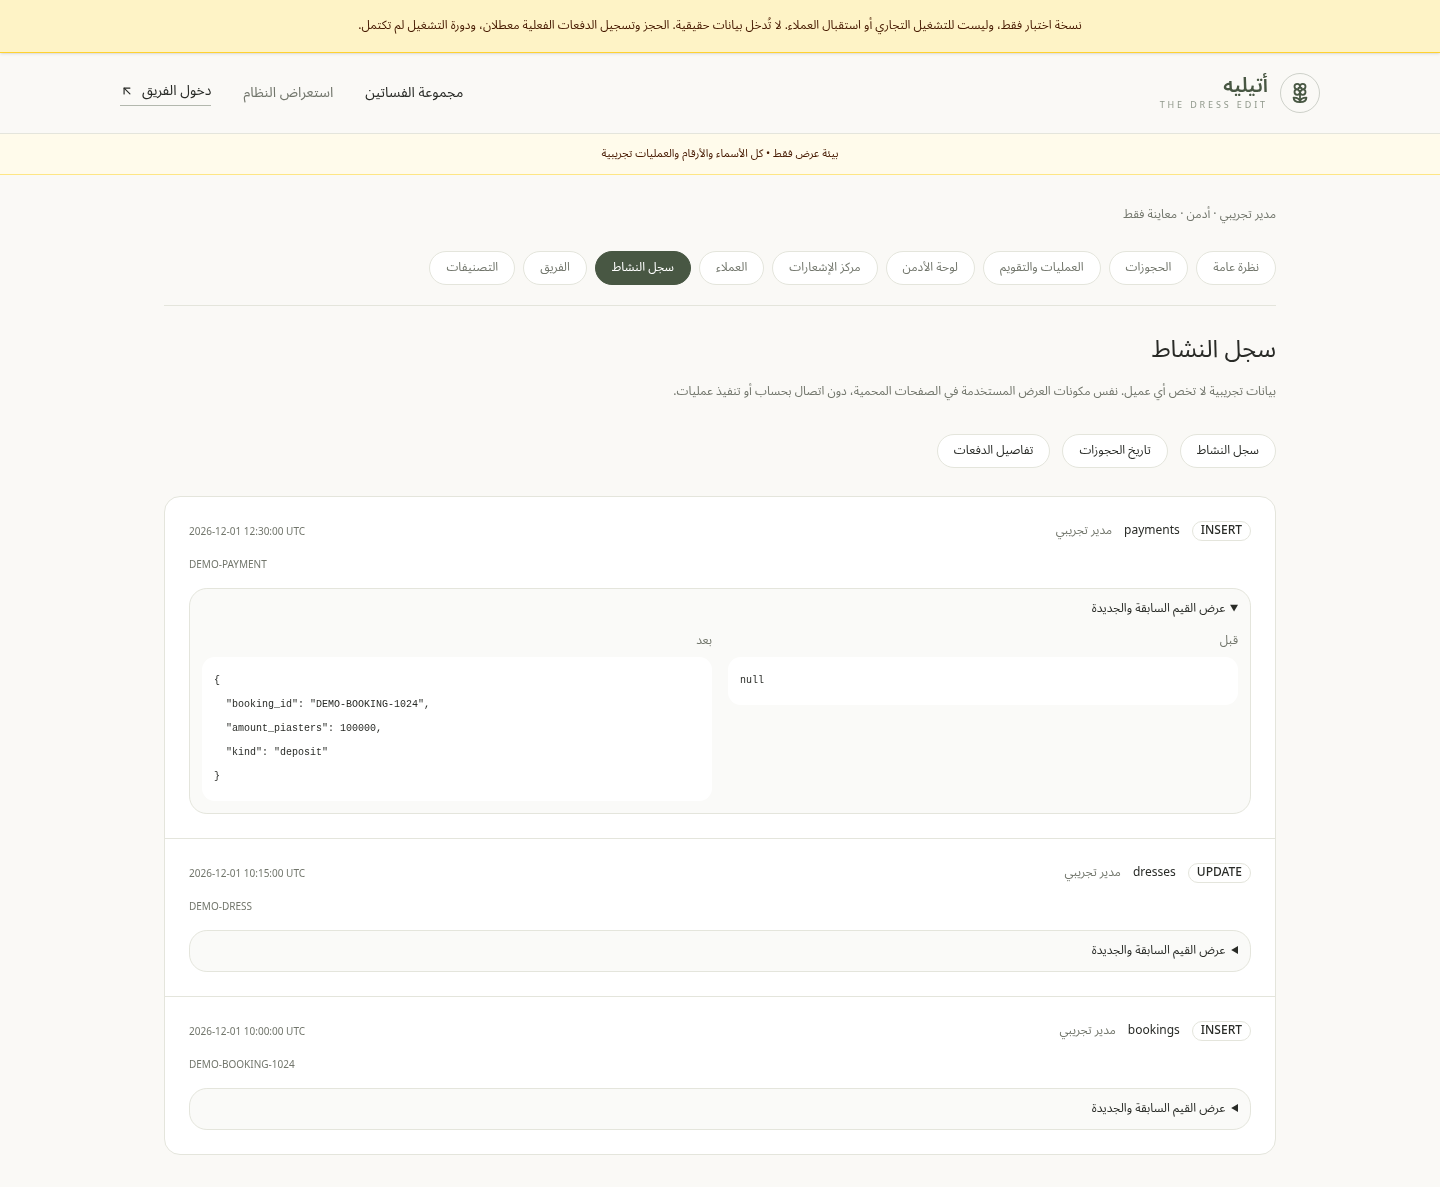 نسخة اختبار فقط، وليست للتشغيل التجاري أو استقبال العملاء. لا تُدخل بيانات حقيقية. الحجز وتسجيل الدفعات الفعلية معطلان، ودورة التشغيل لم تكتمل.
أتيليه
THE DRESS EDIT
مجموعة الفساتين
استعراض النظام
دخول الفريق
بيئة عرض فقط • كل الأسماء والأرقام والعمليات تجريبية
مدير تجريبي · أدمن · معاينة فقط
نظرة عامة
الحجوزات
العمليات والتقويم
لوحة الأدمن
مركز الإشعارات
العملاء
سجل النشاط
الفريق
التصنيفات
سجل النشاط
بيانات تجريبية لا تخص أي عميل. نفس مكونات العرض المستخدمة في الصفحات المحمية، دون اتصال بحساب أو تنفيذ عمليات.
سجل النشاط
تاريخ الحجوزات
تفاصيل الدفعات
INSERT payments مدير تجريبي 2026-12-01 12:30:00 UTC
DEMO-PAYMENT
عرض القيم السابقة والجديدة
قبل
null
بعد
{
"booking_id": "DEMO-BOOKING-1024",
"amount_piasters": 100000,
"kind": "deposit"
}
UPDATE dresses مدير تجريبي 2026-12-01 10:15:00 UTC
DEMO-DRESS
عرض القيم السابقة والجديدة
INSERT bookings مدير تجريبي 2026-12-01 10:00:00 UTC
DEMO-BOOKING-1024
عرض القيم السابقة والجديدة